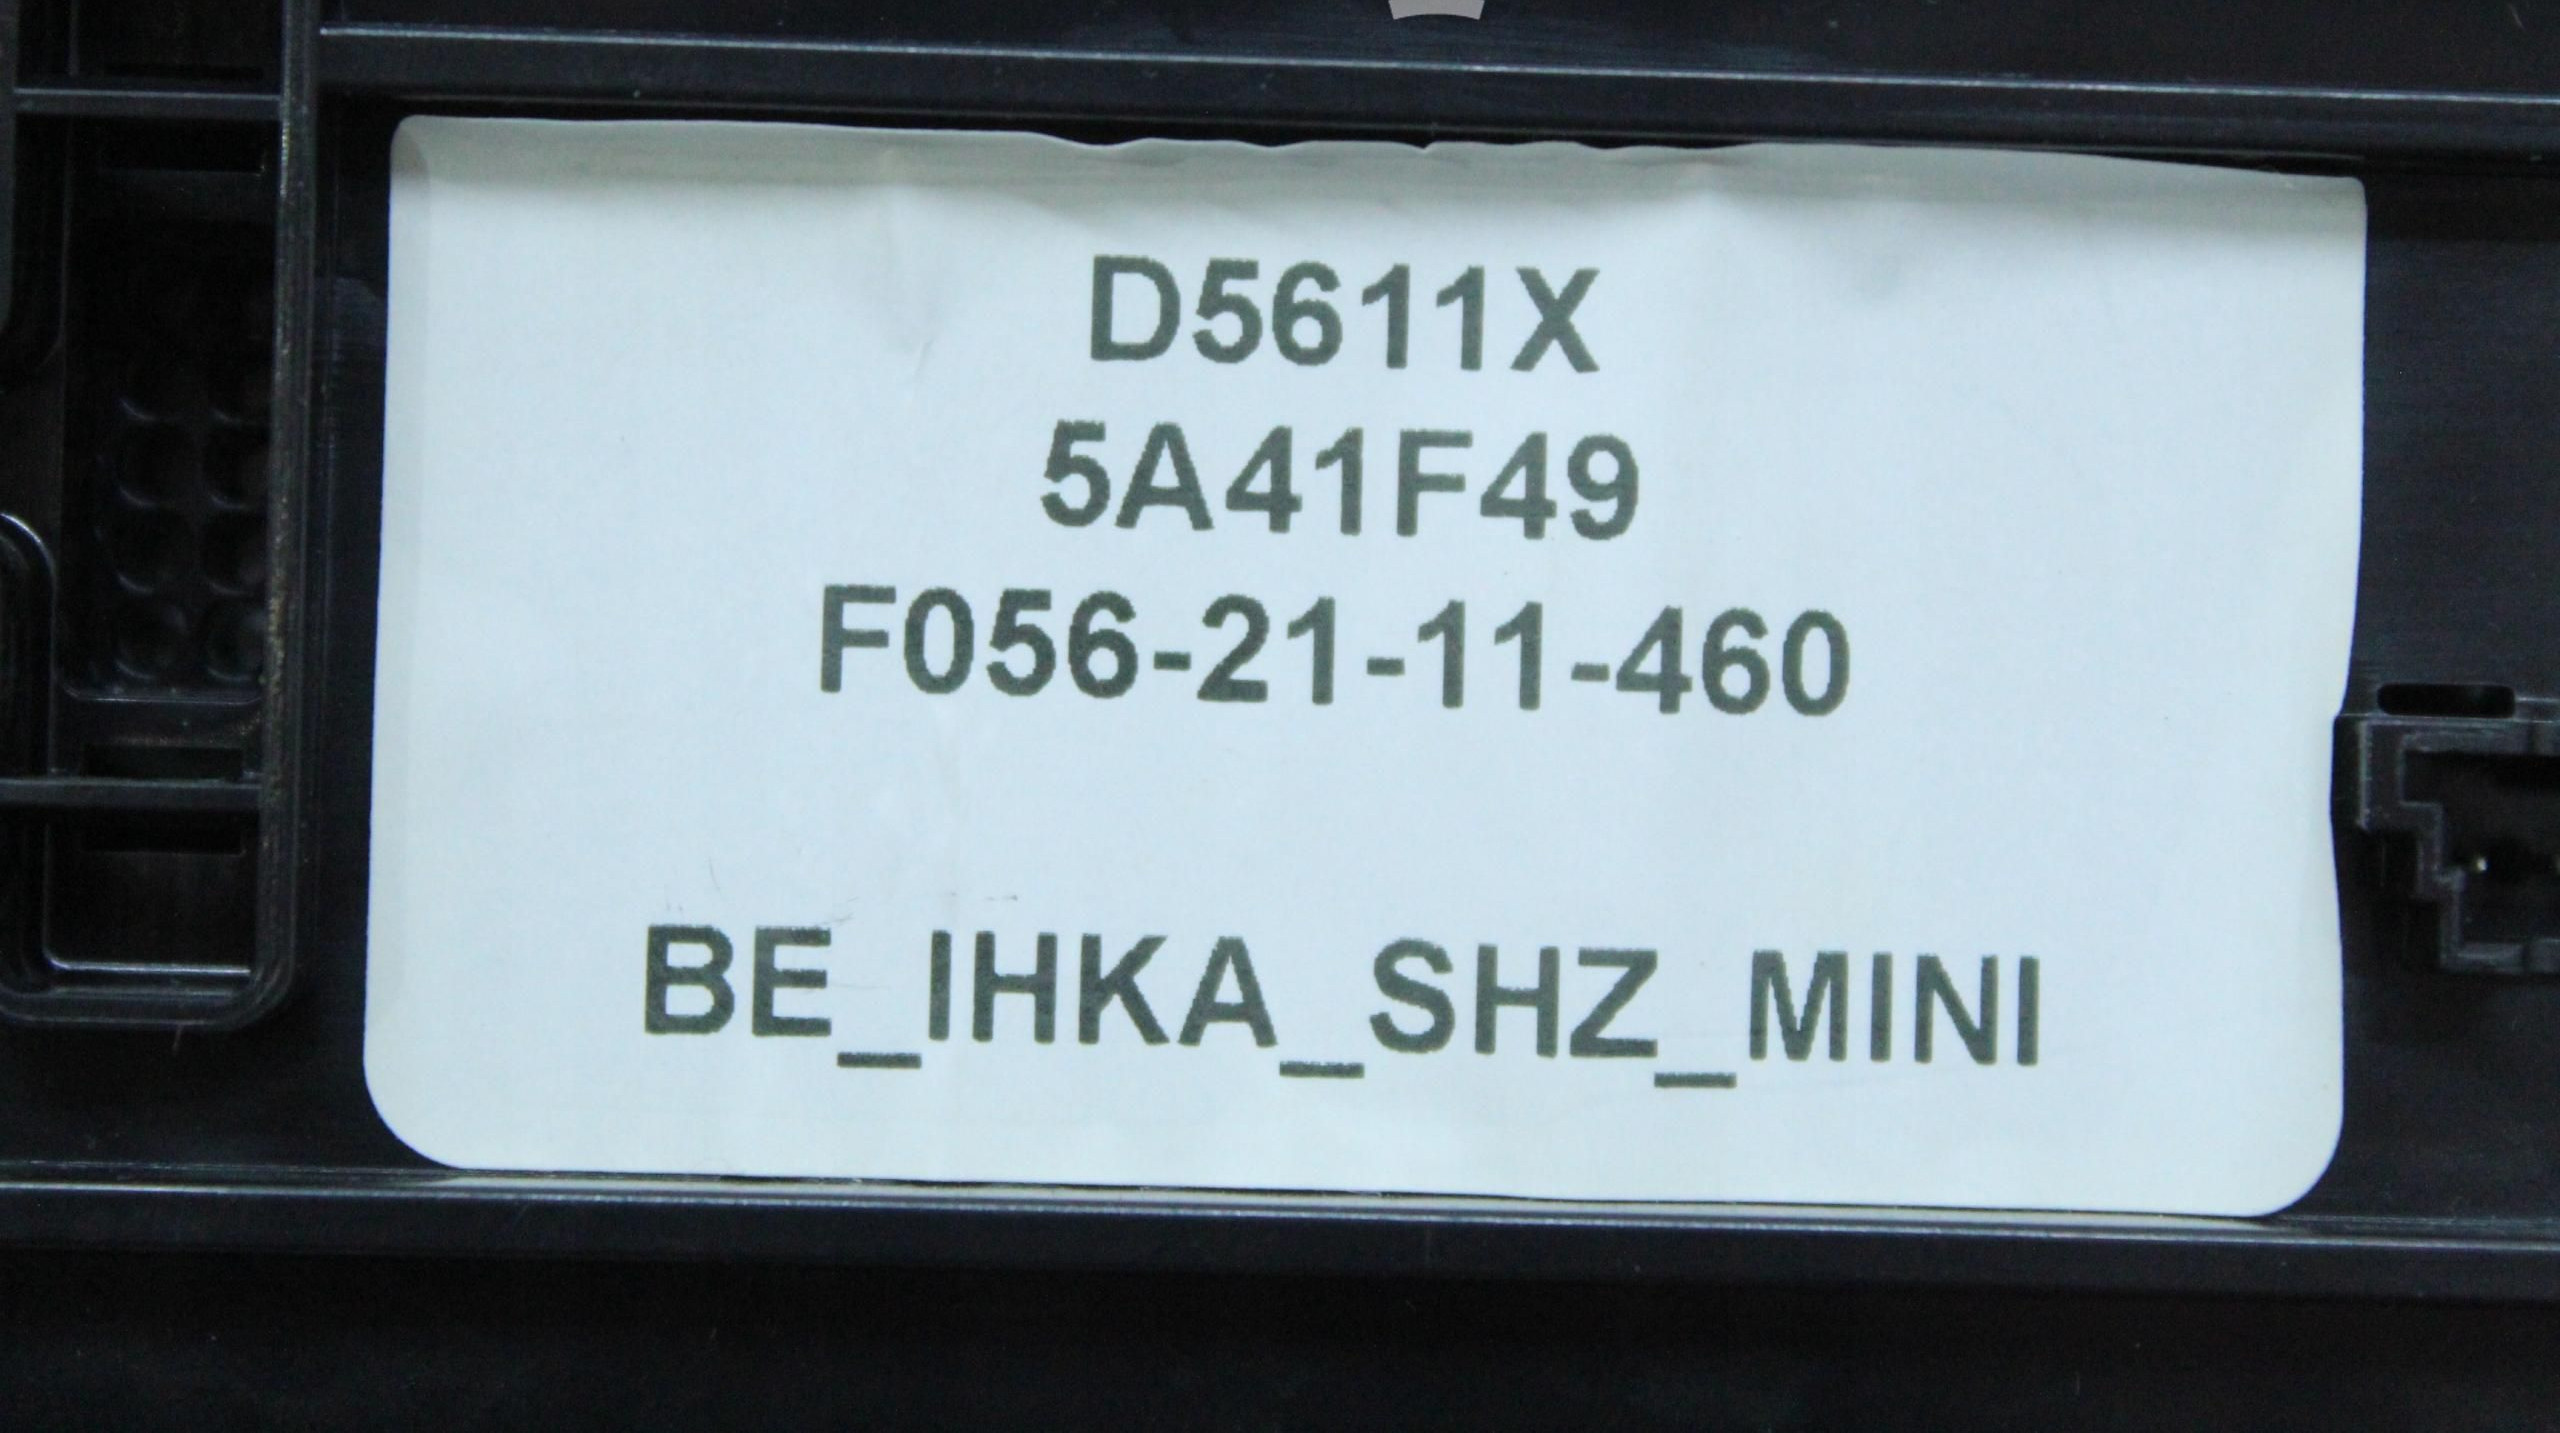 D5611X
5A41F49
F056-21-11-460
BE_IHKA_SHZ_MINI